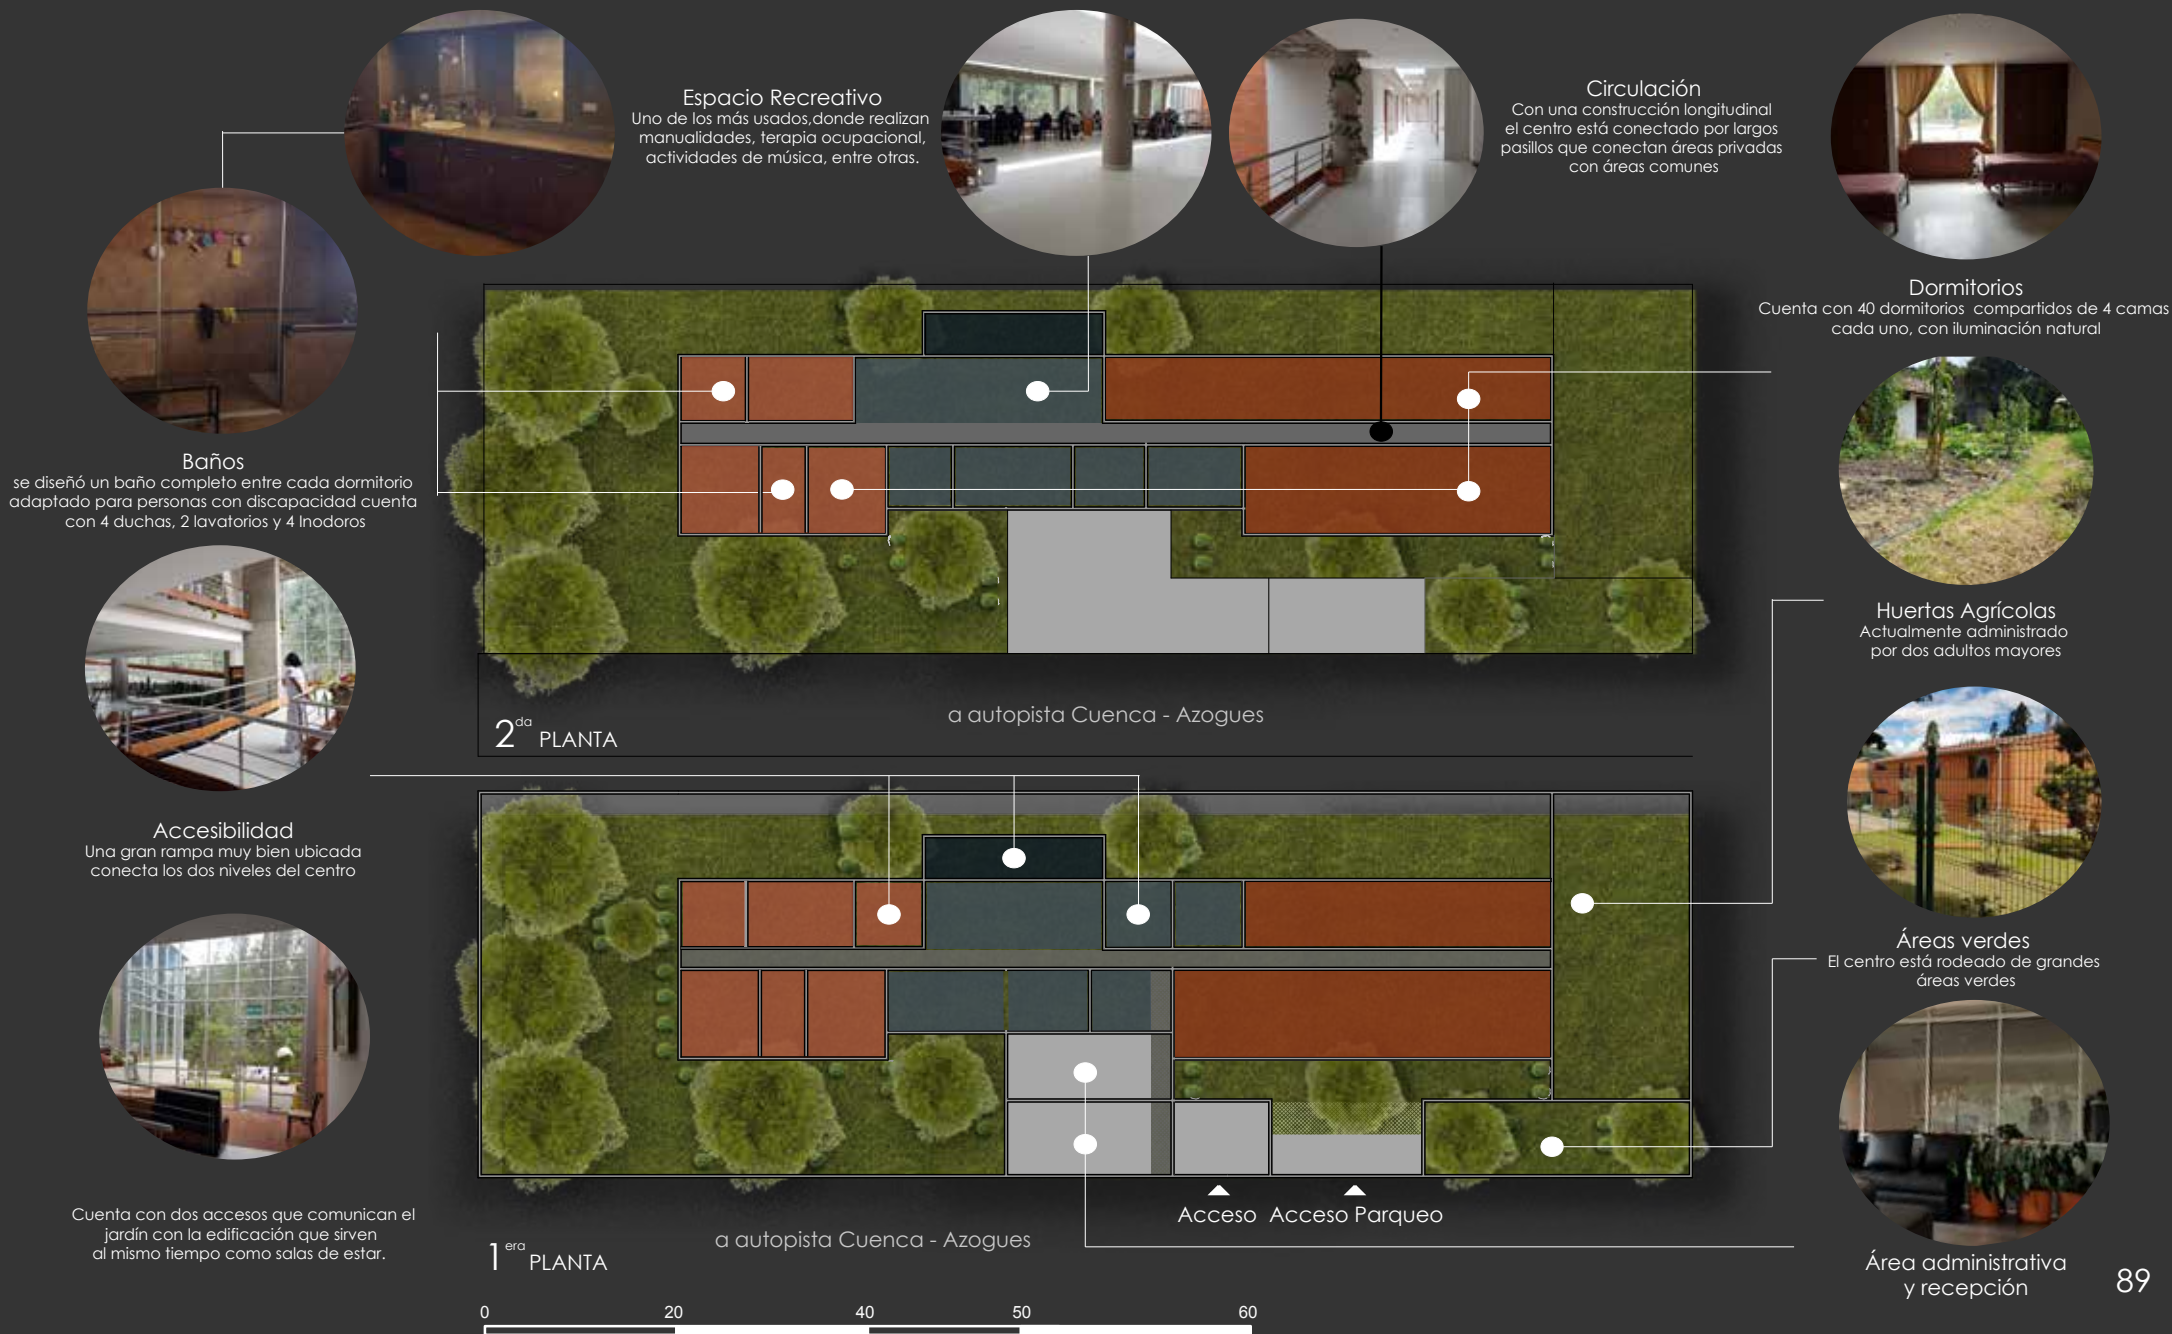 Espacio Recreativo
Uno de los más usados,donde realizan
manualidades, terapia ocupacional,
actividades de música, entre otras.
Circulación
Con una construcción longitudinal
el centro está conectado por largos
pasillos que conectan áreas privadas
con áreas comunes
Dormitorios
Cuenta con 40 dormitorios compartidos de 4 camas
cada uno, con iluminación natural
Baños
se diseñó un baño completo entre cada dormitorio
adaptado para personas con discapacidad cuenta
con 4 duchas, 2 lavatorios y 4 Inodoros
Huertas Agrícolas
Actualmente administrado
por dos adultos mayores
a autopista Cuenca - Azogues
2da PLANTA
Accesibilidad
Una gran rampa muy bien ubicada
conecta los dos niveles del centro
Áreas verdes
El centro está rodeado de grandes
áreas verdes
Cuenta con dos accesos que comunican el
jardín con la edificación que sirven
al mismo tiempo como salas de estar.
Acceso
Acceso Parqueo
a autopista Cuenca - Azogues
1era PLANTA
Área administrativa
y recepción
89
0 20 40 50 60